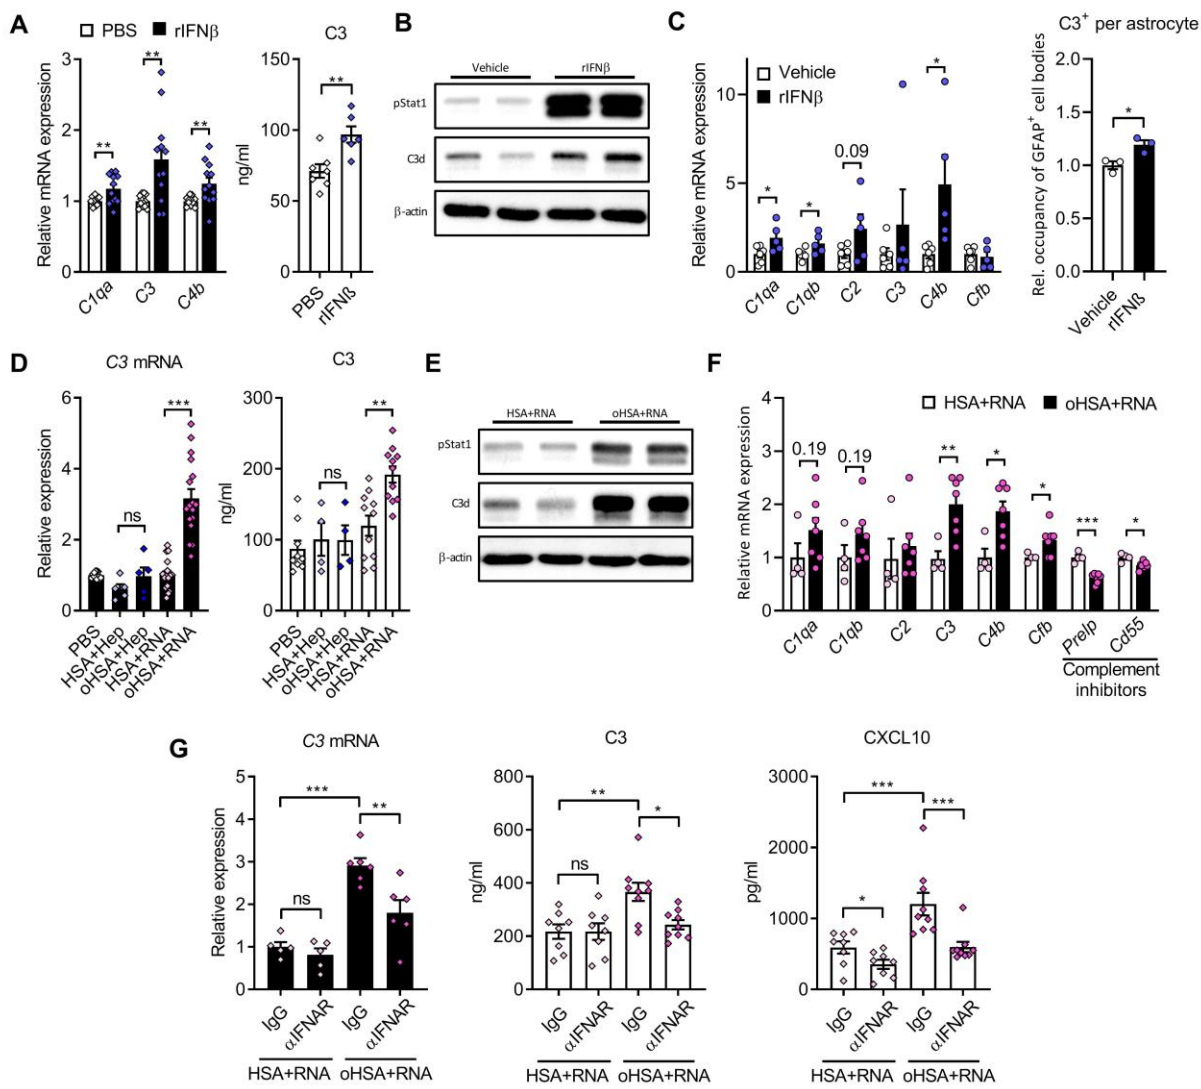 A
PBS
rIFNβ
Relative mRNA expression
3
2
1
0
**
**
**
C1qa
C3
C4b
C3
ng/ml
150
100
50
0
**
PBS
rIFNß
B
Vehicle
rIFNβ
pStat1
C3d
β-actin
C
Vehicle
rIFNβ
Relative mRNA expression
10
5
0
*
*
0.09
*
C1qa
C1qb
C2
C3
C4b
Cfb
C3+ per astrocyte
Rel. occupancy of GFAP+ cell bodies
2.0
1.5
1.0
0.5
0.0
*
Vehicle
rIFNß
D
C3 mRNA
Relative expression
6
4
2
0
ns
***
PBS
HSA+Hep
oHSA+Hep
HSA+RNA
oHSA+RNA
C3
ng/ml
300
200
100
0
ns
**
PBS
HSA+Hep
oHSA+Hep
HSA+RNA
oHSA+RNA
E
HSA+RNA
oHSA+RNA
pStat1
C3d
β-actin
F
HSA+RNA
oHSA+RNA
Relative mRNA expression
4
3
2
1
0
0.19
0.19
**
*
*
***
*
C1qa
C1qb
C2
C3
C4b
Cfb
Prelp
Cd55
Complement
inhibitors
G
C3 mRNA
Relative expression
5
4
3
2
1
0
***
**
ns
IgG
αIFNAR
IgG
αIFNAR
HSA+RNA
oHSA+RNA
C3
ng/ml
800
600
400
200
0
**
*
ns
IgG
αIFNAR
IgG
αIFNAR
HSA+RNA
oHSA+RNA
CXCL10
pg/ml
3000
2000
1000
0
***
***
*
IgG
αIFNAR
IgG
αIFNAR
HSA+RNA
oHSA+RNA